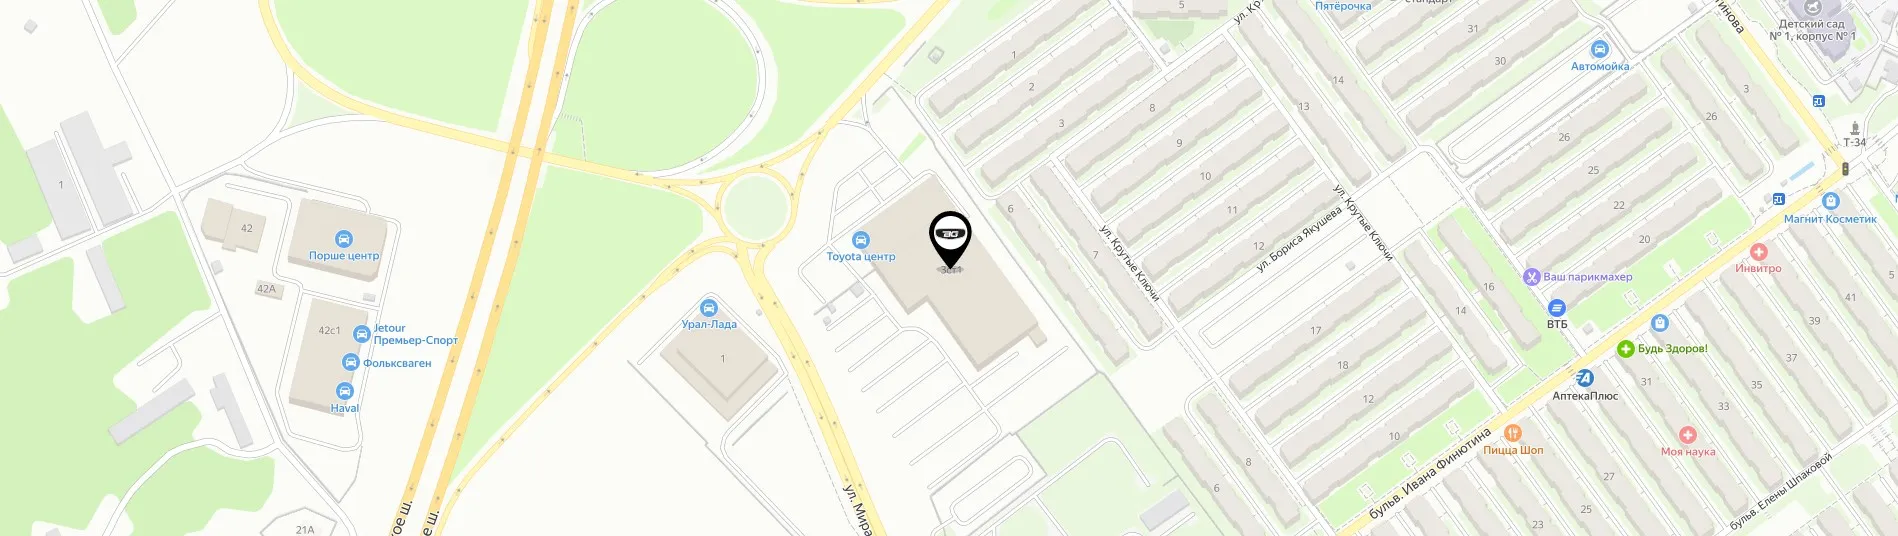 5
Пятёрочка
1
2
3
8
9
10
11
12
13
14
31
30
Автомойка
Детский сад
№ 1, корпус № 1
3
26
Т-34
26
25
22
20
Магнит Косметик
Инвитро
ул. Крутые Ключи
ул. Бориса Якушева
ул. Крутые Ключи
6
7
1
42
Порше центр
42А
42с1
Jetour
Премьер-Спорт
Фольксваген
Haval
21А
Toyota центр
BG
3ст1
Урал-Лада
1
ул. Мира
16
14
17
18
12
10
8
6
Ваш парикмахер
ВТБ
Будь Здоров!
АптекаПлюс
Пицца Шоп
Моя наука
бульв. Ивана Финютина
бульв. Елены Шпаковой
5
41
39
37
35
33
31
27
25
23